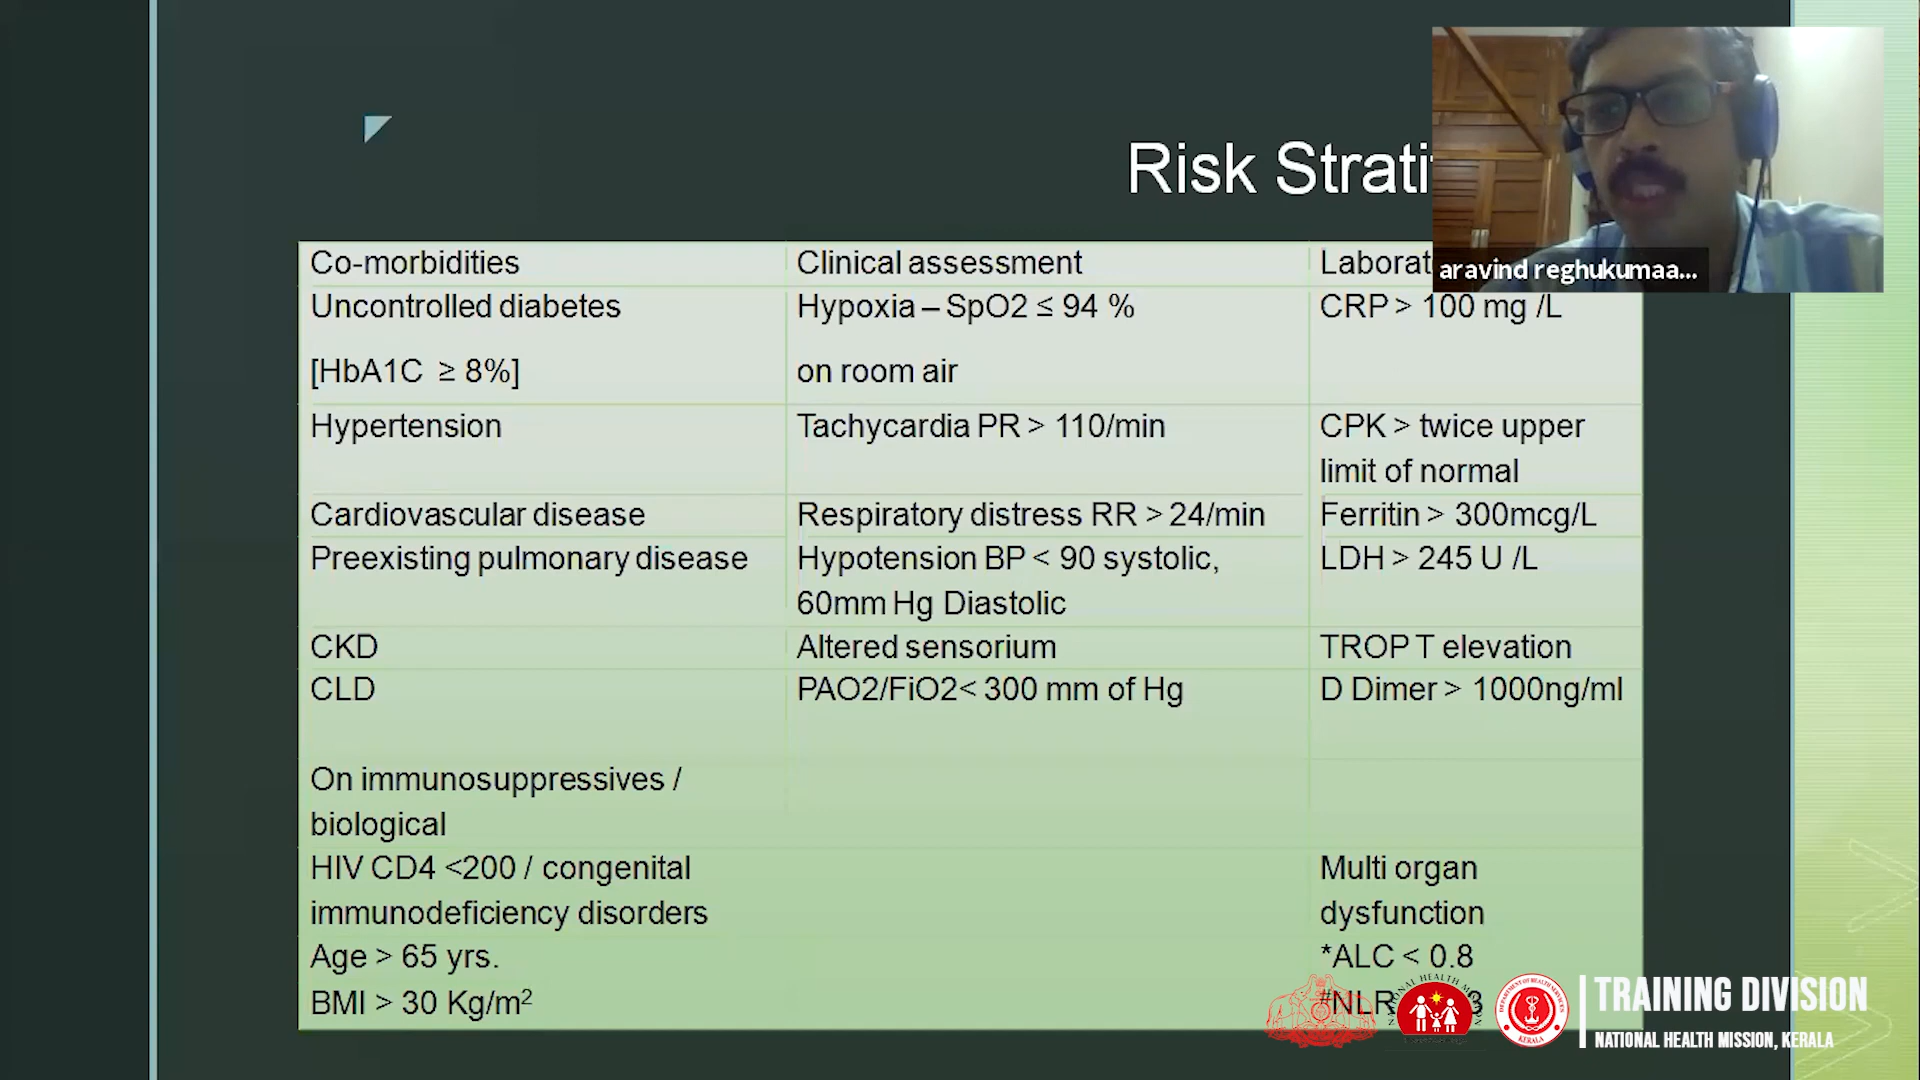 Risk Strati
aravind reghukumaa...
Co-morbidities Clinical assessment Laborat
Uncontrolled diabetes Hypoxia – SpO2 ≤ 94 % CRP > 100 mg /L
[HbA1C ≥ 8%] on room air
Hypertension Tachycardia PR > 110/min CPK > twice upper
limit of normal
Cardiovascular disease Respiratory distress RR > 24/min Ferritin > 300mcg/L
Preexisting pulmonary disease Hypotension BP < 90 systolic, LDH > 245 U /L
60mm Hg Diastolic
CKD Altered sensorium TROP T elevation
CLD PAO2/FiO2< 300 mm of Hg D Dimer > 1000ng/ml
On immunosuppressives /
biological
HIV CD4 <200 / congenital Multi organ
immunodeficiency disorders dysfunction
Age > 65 yrs. *ALC < 0.8
BMI > 30 Kg/m² #NLR
NATIONAL HEALTH MISSION
KERALA
TRAINING DIVISION
NATIONAL HEALTH MISSION, KERALA